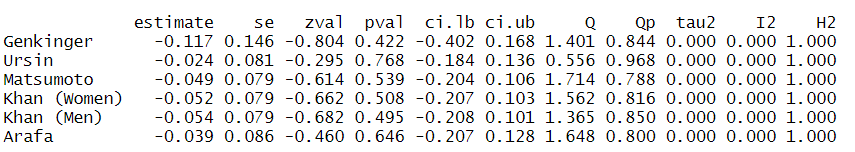 estimate se zval pval ci.lb ci.ub Q Qp tau2 I2 H2
Genkinger -0.117 0.146 -0.804 0.422 -0.402 0.168 1.401 0.844 0.000 0.000 1.000
Ursin -0.024 0.081 -0.295 0.768 -0.184 0.136 0.556 0.968 0.000 0.000 1.000
Matsumoto -0.049 0.079 -0.614 0.539 -0.204 0.106 1.714 0.788 0.000 0.000 1.000
Khan (Women) -0.052 0.079 -0.662 0.508 -0.207 0.103 1.562 0.816 0.000 0.000 1.000
Khan (Men) -0.054 0.079 -0.682 0.495 -0.208 0.101 1.365 0.850 0.000 0.000 1.000
Arafa -0.039 0.086 -0.460 0.646 -0.207 0.128 1.648 0.800 0.000 0.000 1.000